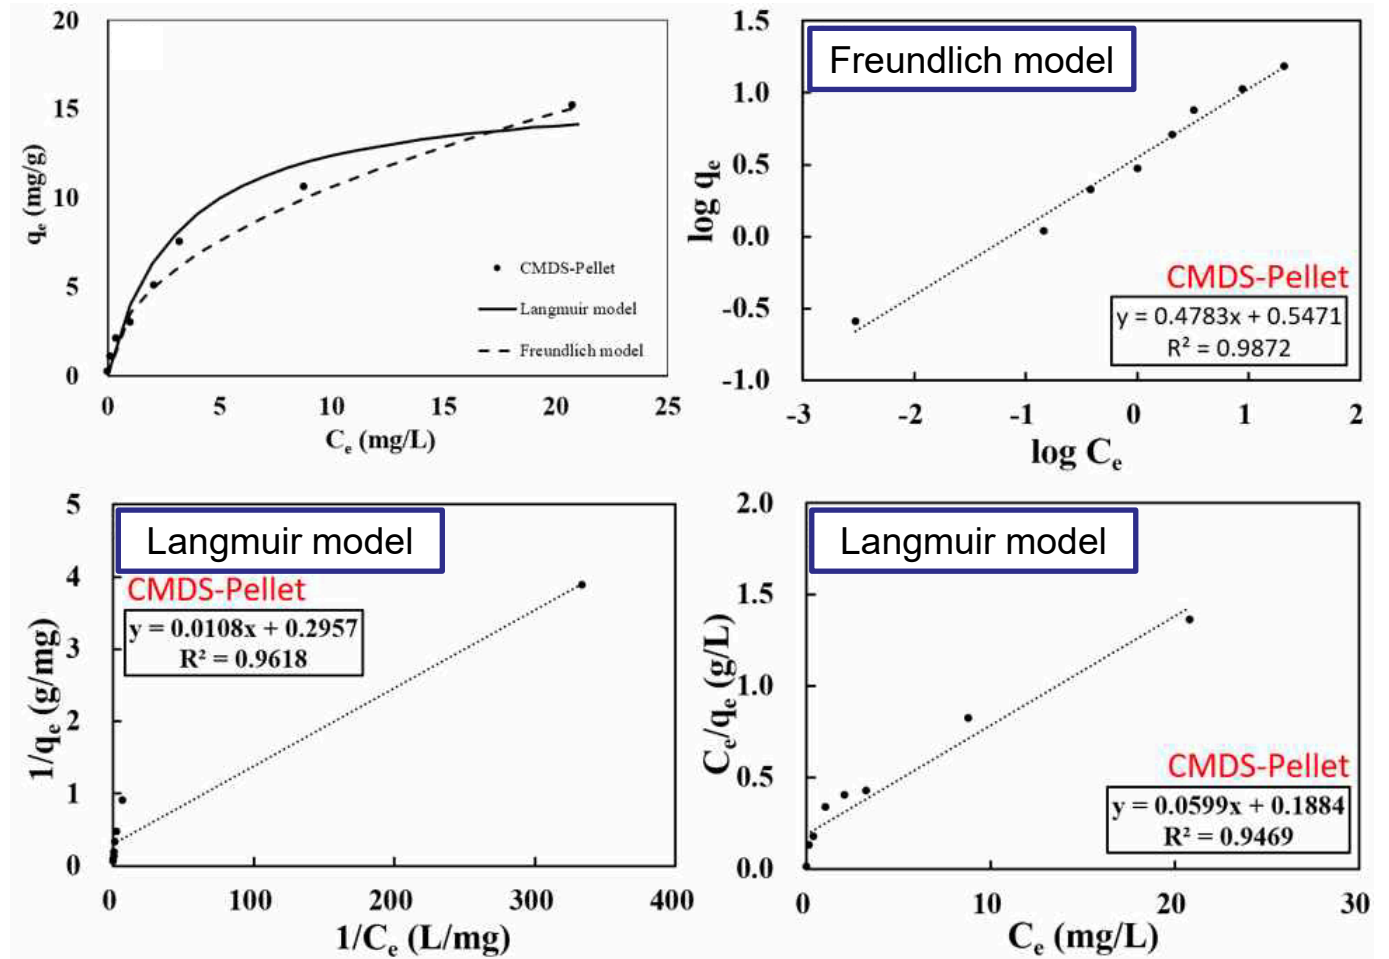 20
15
10
5
0
0 5 10 15 20 25
qₑ (mg/g)
Cₑ (mg/L)
CMDS-Pellet
Langmuir model
Freundlich model
Freundlich model
1.5
1.0
0.5
0.0
-0.5
-1.0
-3 -2 -1 0 1 2
log qₑ
log Cₑ
CMDS-Pellet
y = 0.4783x + 0.5471
R² = 0.9872
Langmuir model
CMDS-Pellet
y = 0.0108x + 0.2957
R² = 0.9618
5
4
3
2
1
0
0 100 200 300 400
1/qₑ (g/mg)
1/Cₑ (L/mg)
Langmuir model
2.0
1.5
1.0
0.5
0.0
0 10 20 30
Cₑ/qₑ (g/L)
Cₑ (mg/L)
CMDS-Pellet
y = 0.0599x + 0.1884
R² = 0.9469